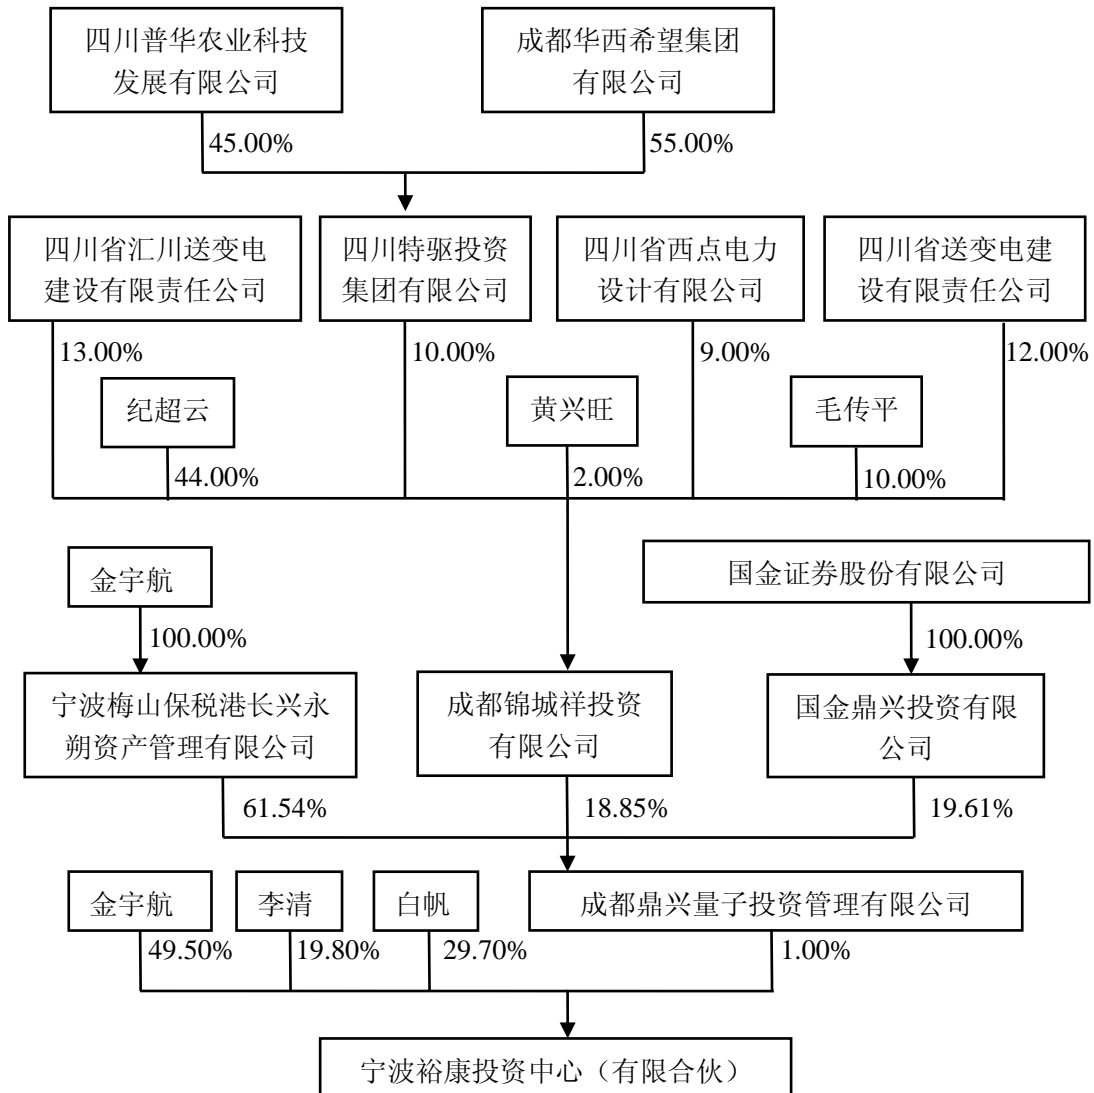 四川普华农业科技
发展有限公司
成都华西希望集团
有限公司
45.00%
55.00%
四川省汇川送变电
建设有限责任公司
四川特驱投资
集团有限公司
四川省西点电力
设计有限公司
四川省送变电建
设有限责任公司
13.00%
10.00%
9.00%
12.00%
纪超云
黄兴旺
毛传平
44.00%
2.00%
10.00%
金宇航
国金证券股份有限公司
100.00%
100.00%
宁波梅山保税港长兴永
朔资产管理有限公司
成都锦城祥投资
有限公司
国金鼎兴投资有限
公司
61.54%
18.85%
19.61%
金宇航
李清
白帆
成都鼎兴量子投资管理有限公司
49.50%
19.80%
29.70%
1.00%
宁波裕康投资中心（有限合伙）